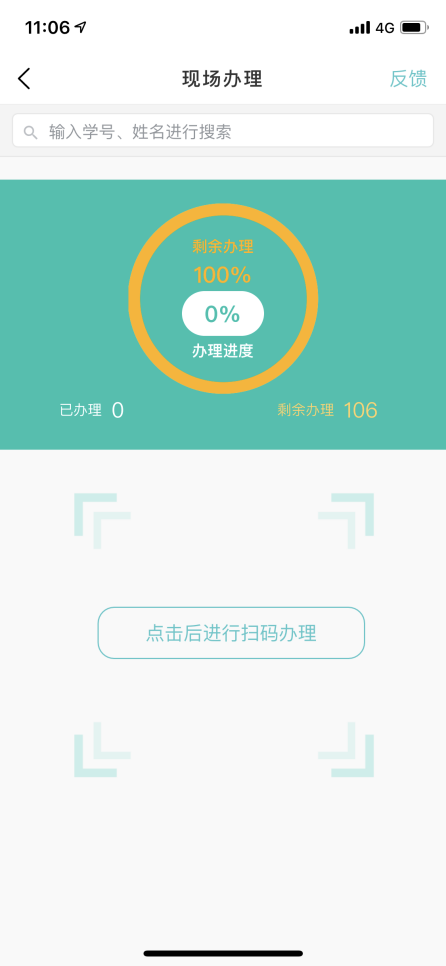 11:06
4G
现场办理
反馈
输入学号、姓名进行搜索
剩余办理
100%
0%
办理进度
已办理 0
剩余办理 106
点击后进行扫码办理